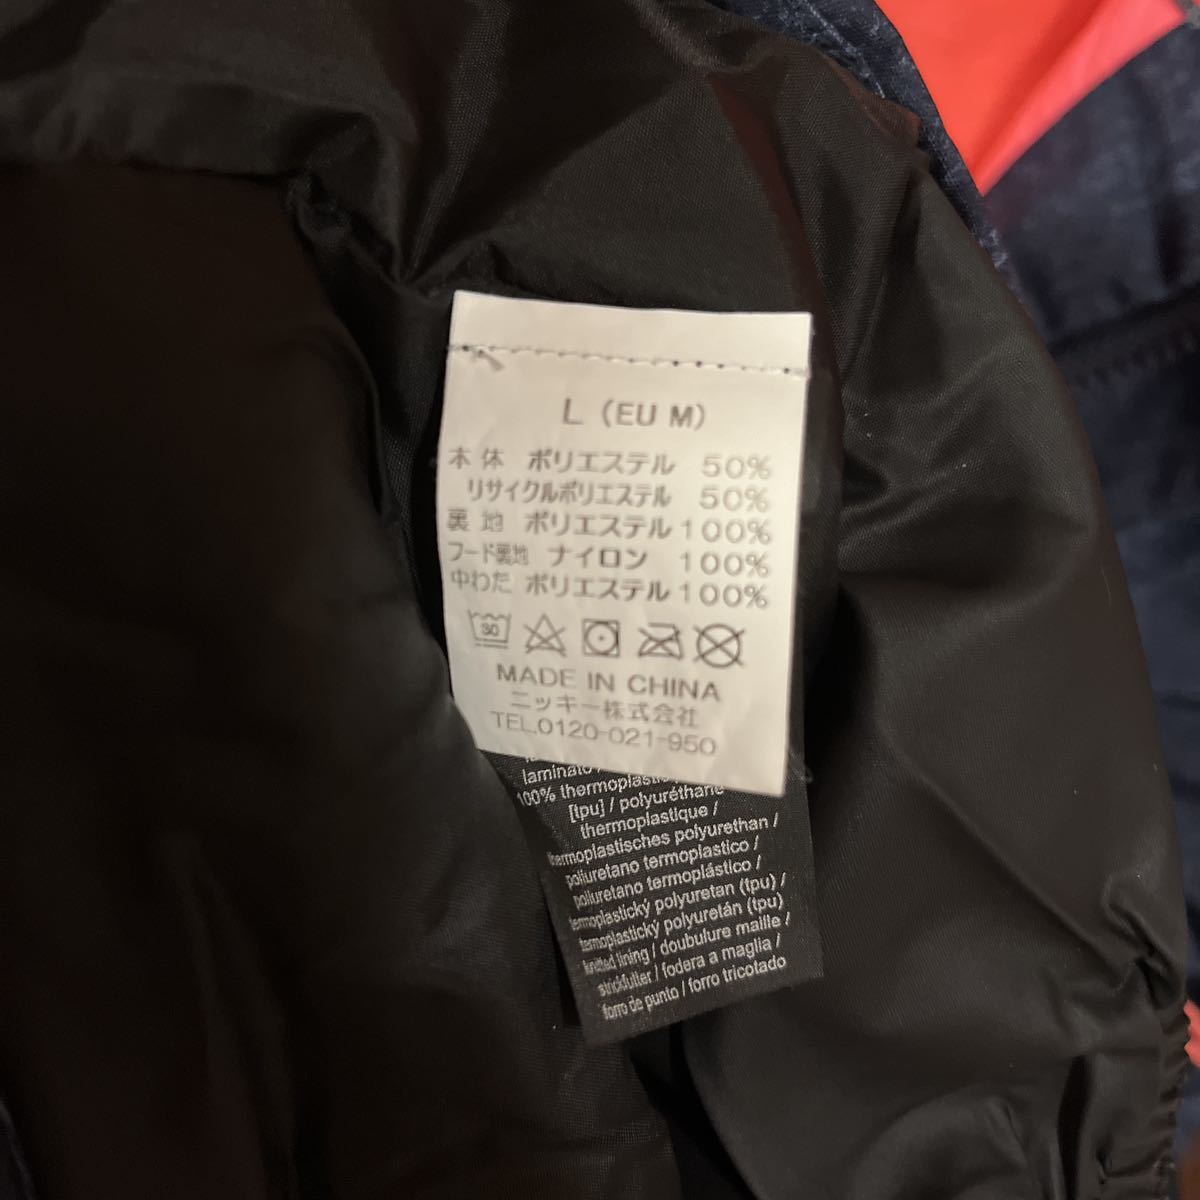 L (EU M)
本体 ポリエステル 50%
リサイクルポリエステル 50%
裏地 ポリエステル 100%
フード裏地 ナイロン 100%
中わた ポリエステル 100%
30
MADE IN CHINA
ニッキー株式会社
TEL.0120-021-950
laminato /
100% thermoplastic
[tpu] / polyuréthane
thermoplastique /
thermoplastisches polyurethan /
poliuretano termoplastico /
poliuretano termoplástico /
termoplastický polyuretan (tpu) /
termoplastický polyuretán (tpu)
knitted lining / doubulure maille /
strickfutter / fodera a maglia /
forro de punto / forro tricotado